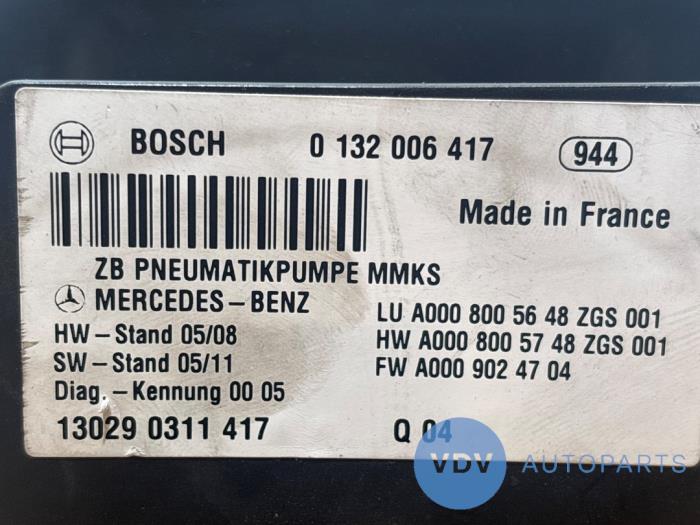 BOSCH 0 132 006 417 944
Made in France
ZB PNEUMATIKPUMPE MMKS
MERCEDES-BENZ
HW-Stand 05/08
SW-Stand 05/11
Diag.-Kennung 00 05
LU A000 800 56 48 ZGS 001
HW A000 800 57 48 ZGS 001
FW A000 902 47 04
13029 0311 417 Q 04
VDV AUTOPARTS